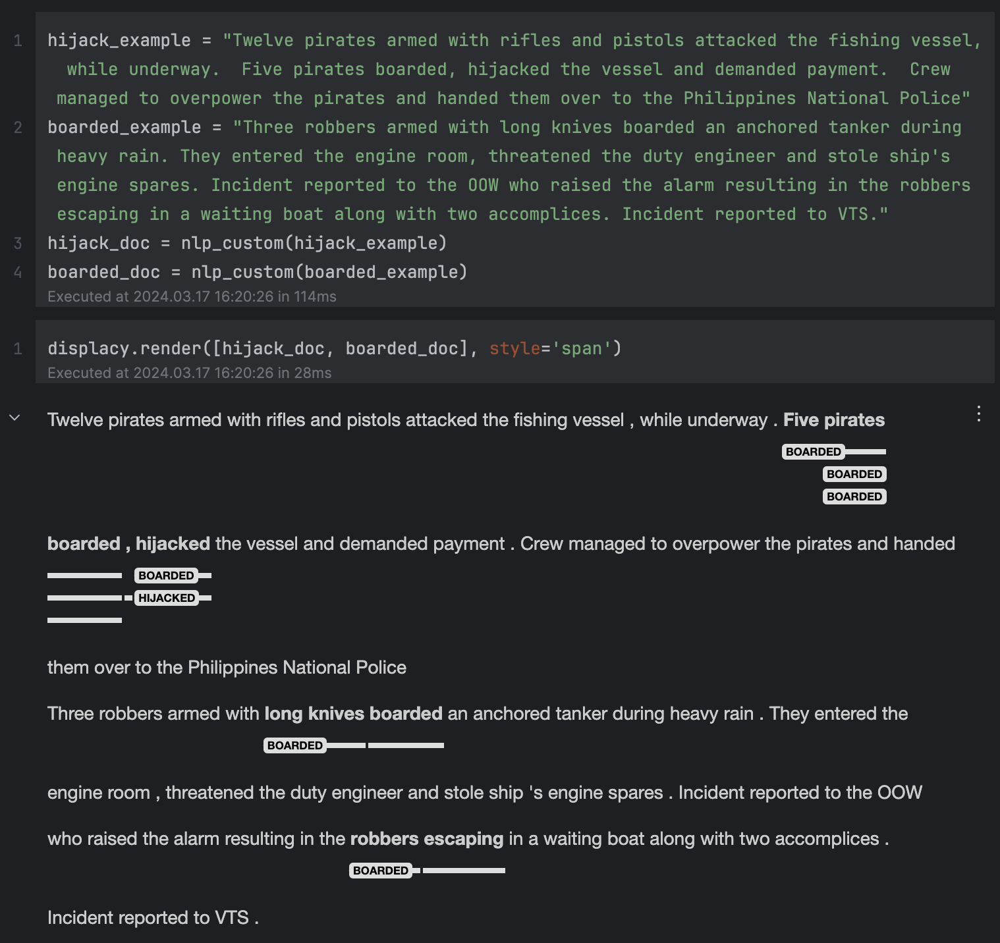 1 hijack_example = "Twelve pirates armed with rifles and pistols attacked the fishing vessel,
while underway.  Five pirates boarded, hijacked the vessel and demanded payment.  Crew
managed to overpower the pirates and handed them over to the Philippines National Police"
2 boarded_example = "Three robbers armed with long knives boarded an anchored tanker during
heavy rain. They entered the engine room, threatened the duty engineer and stole ship's
engine spares. Incident reported to the OOW who raised the alarm resulting in the robbers
escaping in a waiting boat along with two accomplices. Incident reported to VTS."
3 hijack_doc = nlp_custom(hijack_example)
4 boarded_doc = nlp_custom(boarded_example)
Executed at 2024.03.17 16:20:26 in 114ms
1 displacy.render([hijack_doc, boarded_doc], style='span')
Executed at 2024.03.17 16:20:26 in 28ms
Twelve pirates armed with rifles and pistols attacked the fishing vessel , while underway . Five pirates
BOARDED
BOARDED
BOARDED
boarded , hijacked the vessel and demanded payment . Crew managed to overpower the pirates and handed
BOARDED
HIJACKED
them over to the Philippines National Police
Three robbers armed with long knives boarded an anchored tanker during heavy rain . They entered the
BOARDED
engine room , threatened the duty engineer and stole ship 's engine spares . Incident reported to the OOW
who raised the alarm resulting in the robbers escaping in a waiting boat along with two accomplices .
BOARDED
Incident reported to VTS .